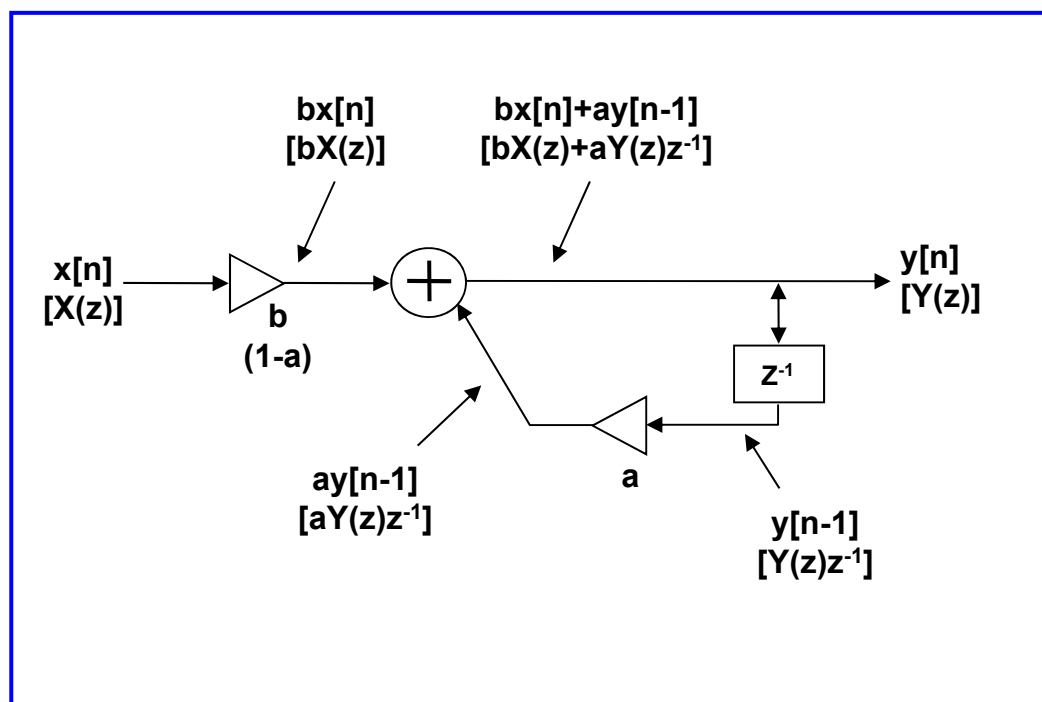 bx[n]
[bX(z)]
bx[n]+ay[n-1]
[bX(z)+aY(z)z⁻¹]
x[n]
[X(z)]
b
(1-a)
+
y[n]
[Y(z)]
Z⁻¹
a
ay[n-1]
[aY(z)z⁻¹]
y[n-1]
[Y(z)z⁻¹]